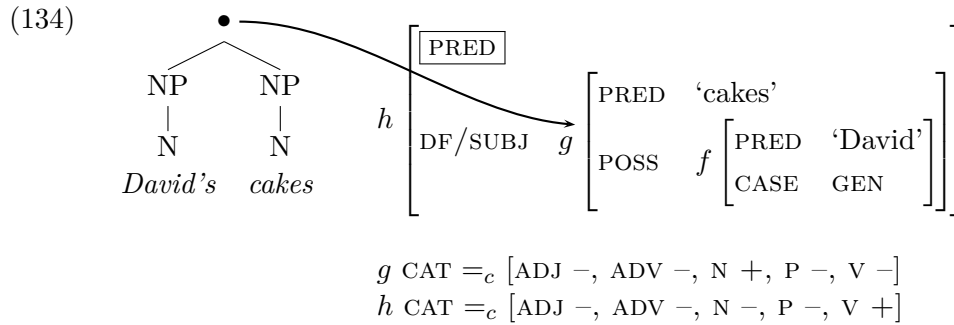 (134)
•
PRED
NP NP
PRED ‘cakes’
h
N N
DF/SUBJ g
PRED ‘David’
POSS f
David's cakes
CASE GEN
g CAT =c [ADJ –, ADV –, N +, P –, V –]
h CAT =c [ADJ –, ADV –, N –, P –, V +]